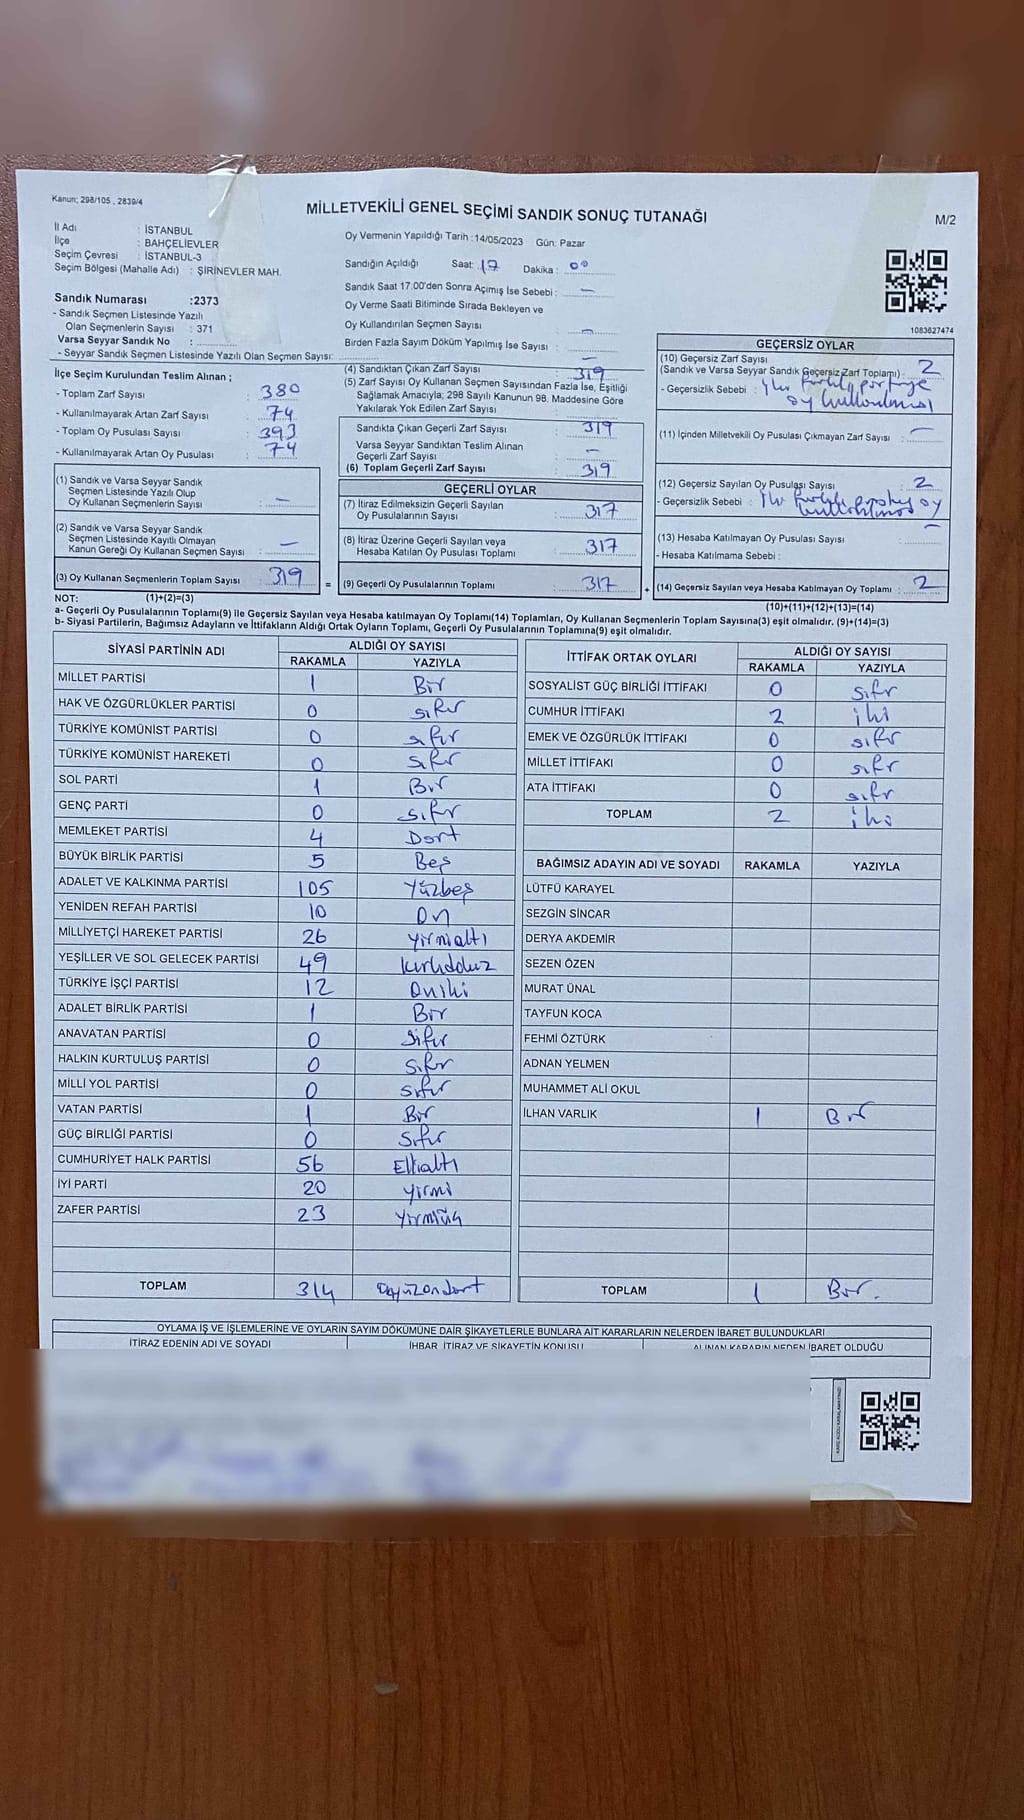 Kanun; 298/105 , 2839/4
MİLLETVEKİLİ GENEL SEÇİMİ SANDIK SONUÇ TUTANAĞI
M/2
İl Adı : İSTANBUL
İlçe : BAHÇELİEVLER
Seçim Çevresi : İSTANBUL-3
Seçim Bölgesi (Mahalle Adı) : ŞİRİNEVLER MAH.
Sandık Numarası :2373
- Sandık Seçmen Listesinde Yazılı
Olan Seçmenlerin Sayısı : 371
Varsa Seyyar Sandık No :
- Seyyar Sandık Seçmen Listesinde Yazılı Olan Seçmen Sayısı:
Oy Vermenin Yapıldığı Tarih :14/05/2023 Gün: Pazar
Sandığın Açıldığı Saat: 17 Dakika : 00
Sandık Saat 17.00'den Sonra Açımış İse Sebebi : -
Oy Verme Saati Bitiminde Sırada Bekleyen ve
Oy Kullandırılan Seçmen Sayısı -
Birden Fazla Sayım Döküm Yapılmış İse Sayısı : -
1083627474
İlçe Seçim Kurulundan Teslim Alınan ;
- Toplam Zarf Sayısı : 380
- Kullanılmayarak Artan Zarf Sayısı : 74
- Toplam Oy Pusulası Sayısı : 393
- Kullanılmayarak Artan Oy Pusulası : 74
(1) Sandık ve Varsa Seyyar Sandık
Seçmen Listesinde Yazılı Olup
Oy Kullanan Seçmenlerin Sayısı : -
(2) Sandık ve Varsa Seyyar Sandık
Seçmen Listesinde Kayıtlı Olmayan
Kanun Gereği Oy Kullanan Seçmen Sayısı : -
(3) Oy Kullanan Seçmenlerin Toplam Sayısı : 319
(4) Sandıktan Çıkan Zarf Sayısı : 319
(5) Zarf Sayısı Oy Kullanan Seçmen Sayısından Fazla İse, Eşitliği
Sağlamak Amacıyla; 298 Sayılı Kanunun 98. Maddesine Göre
Yakılarak Yok Edilen Zarf Sayısı :
Sandıkta Çıkan Geçerli Zarf Sayısı : 319
Varsa Seyyar Sandıktan Teslim Alınan
Geçerli Zarf Sayısı : -
(6) Toplam Geçerli Zarf Sayısı : 319
GEÇERLİ OYLAR
(7) İtiraz Edilmeksizin Geçerli Sayılan
Oy Pusulalarının Sayısı : 317
(8) İtiraz Üzerine Geçerli Sayılan veya
Hesaba Katılan Oy Pusulası Toplamı : 317
= (9) Geçerli Oy Pusulalarının Toplamı : 317
GEÇERSİZ OYLAR
(10) Geçersiz Zarf Sayısı
(Sandık ve Varsa Seyyar Sandık Geçersiz Zarf Toplamı) : 2
- Geçersizlik Sebebi : iki farklı partiye
oy kullanılması
(11) İçinden Milletvekili Oy Pusulası Çıkmayan Zarf Sayısı : -
(12) Geçersiz Sayılan Oy Pusulası Sayısı : 2
- Geçersizlik Sebebi : iki farklı partiye oy
(13) Hesaba Katılmayan Oy Pusulası Sayısı : -
- Hesaba Katılmama Sebebi :
+ (14) Geçersiz Sayılan veya Hesaba Katılmayan Oy Toplamı : 2
NOT: (1)+(2)=(3)
(10)+(11)+(12)+(13)=(14)
a- Geçerli Oy Pusulalarının Toplamı(9) ile Geçersiz Sayılan veya Hesaba katılmayan Oy Toplamı(14) Toplamları, Oy Kullanan Seçmenlerin Toplam Sayısına(3) eşit olmalıdır. (9)+(14)=(3)
b- Siyasi Partilerin, Bağımsız Adayların ve İttifakların Aldığı Ortak Oyların Toplamı, Geçerli Oy Pusulalarının Toplamına(9) eşit olmalıdır.
SİYASİ PARTİNİN ADI ALDIĞI OY SAYISI
RAKAMLA YAZIYLA
MİLLET PARTİSİ 1 Bir
HAK VE ÖZGÜRLÜKLER PARTİSİ 0 sıfır
TÜRKİYE KOMÜNİST PARTİSİ 0 sıfır
TÜRKİYE KOMÜNİST HAREKETİ 0 sıfır
SOL PARTİ 1 Bir
GENÇ PARTİ 0 sıfır
MEMLEKET PARTİSİ 4 Dört
BÜYÜK BİRLİK PARTİSİ 5 Beş
ADALET VE KALKINMA PARTİSİ 105 Yüzbeş
YENİDEN REFAH PARTİSİ 10 On
MİLLİYETÇİ HAREKET PARTİSİ 26 yirmialtı
YEŞİLLER VE SOL GELECEK PARTİSİ 49 kırkdokuz
TÜRKİYE İŞÇİ PARTİSİ 12 Oniki
ADALET BİRLİK PARTİSİ 1 Bir
ANAVATAN PARTİSİ 0 Sıfır
HALKIN KURTULUŞ PARTİSİ 0 sıfır
MİLLİ YOL PARTİSİ 0 sıfır
VATAN PARTİSİ 1 Bir
GÜÇ BİRLİĞİ PARTİSİ 0 Sıfır
CUMHURİYET HALK PARTİSİ 56 Ellialtı
İYİ PARTİ 20 yirmi
ZAFER PARTİSİ 23 yirmiüç
TOPLAM 314 üçyüzondört
İTTİFAK ORTAK OYLARI ALDIĞI OY SAYISI
RAKAMLA YAZIYLA
SOSYALİST GÜÇ BİRLİĞİ İTTİFAKI 0 sıfır
CUMHUR İTTİFAKI 2 iki
EMEK VE ÖZGÜRLÜK İTTİFAKI 0 sıfır
MİLLET İTTİFAKI 0 sıfır
ATA İTTİFAKI 0 sıfır
TOPLAM 2 iki
BAĞIMSIZ ADAYIN ADI VE SOYADI RAKAMLA YAZIYLA
LÜTFÜ KARAYEL
SEZGİN SİNCAR
DERYA AKDEMİR
SEZEN ÖZEN
MURAT ÜNAL
TAYFUN KOCA
FEHMİ ÖZTÜRK
ADNAN YELMEN
MUHAMMET ALİ OKUL
İLHAN VARLIK 1 Bir
TOPLAM 1 Bir.
OYLAMA İŞ VE İŞLEMLERİNE VE OYLARIN SAYIM DÖKÜMÜNE DAİR ŞİKAYETLERLE BUNLARA AİT KARARLARIN NELERDEN İBARET BULUNDUKLARI
İTİRAZ EDENİN ADI VE SOYADI İHBAR, İTİRAZ VE ŞİKAYETİN KONUSU ALINAN KARARIN NEDEN İBARET OLDUĞU